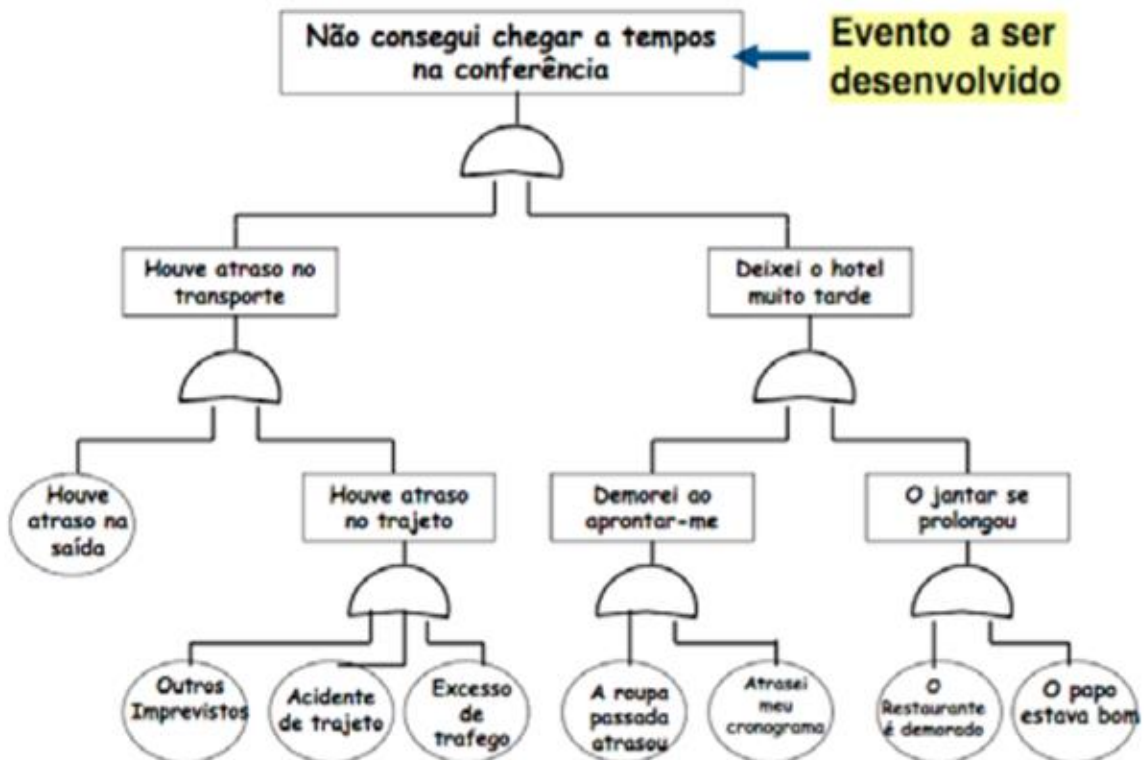 Não consegui chegar a tempos
na conferência
Evento a ser
desenvolvido
Houve atraso no
transporte
Deixei o hotel
muito tarde
Houve
atraso na
saída
Houve atraso
no trajeto
Demorei ao
aprontar-me
O jantar se
prolongou
Outros
Imprevistos
Acidente
de trajeto
Excesso
de
trafego
A roupa
passada
atrasou
Atrasei
meu
cronograma
O
Restaurante
é demorado
O papo
estava bom